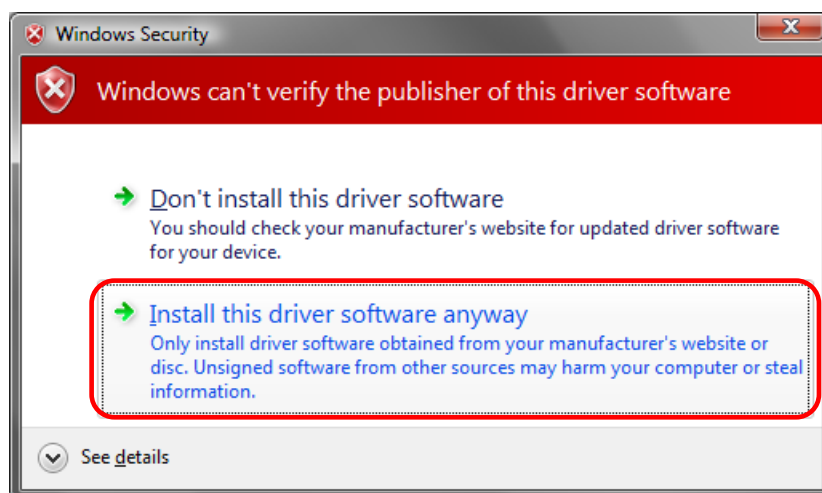 Windows Security
Windows can't verify the publisher of this driver software
Don't install this driver software
You should check your manufacturer's website for updated driver software
for your device.
Install this driver software anyway
Only install driver software obtained from your manufacturer's website or
disc. Unsigned software from other sources may harm your computer or steal
information.
See details